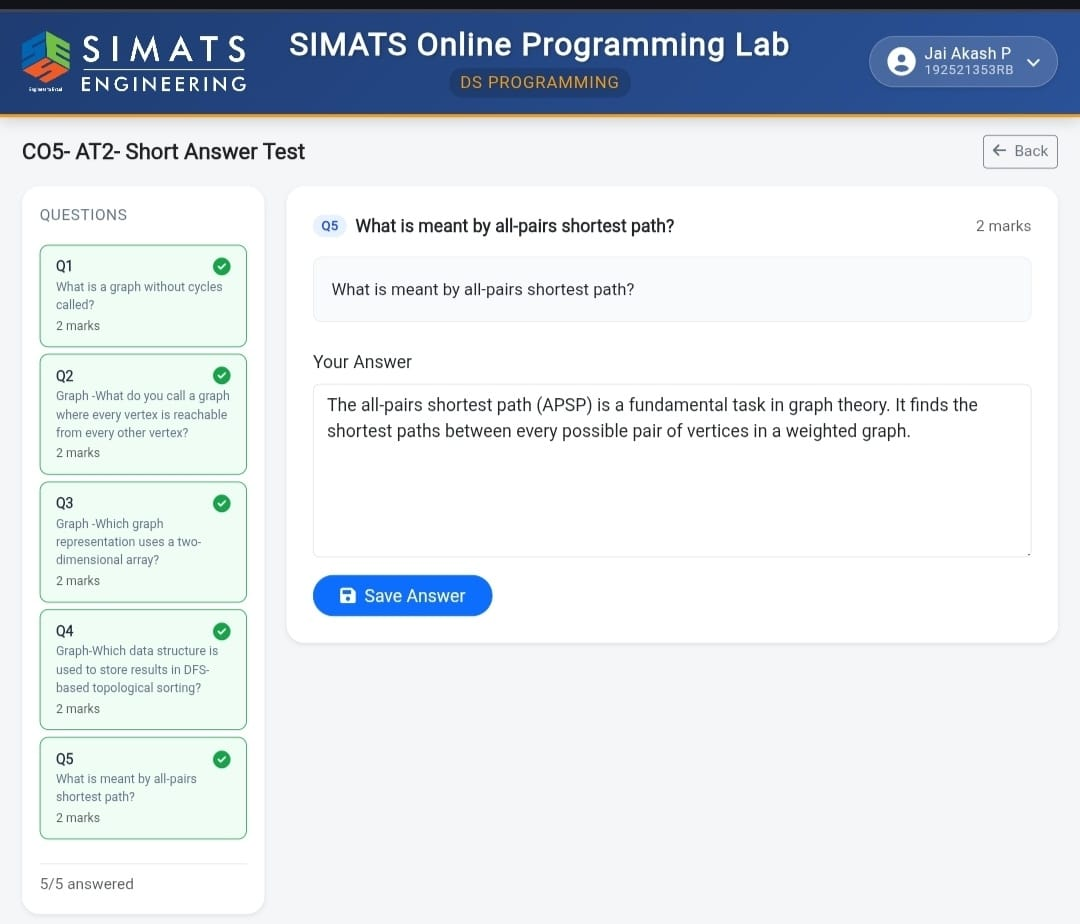 SIMATS
ENGINEERING
Engineer to Excel
SIMATS Online Programming Lab
DS PROGRAMMING
Jai Akash P
192521353RB
CO5- AT2- Short Answer Test
Back
QUESTIONS
Q1
What is a graph without cycles
called?
2 marks
Q2
Graph -What do you call a graph
where every vertex is reachable
from every other vertex?
2 marks
Q3
Graph -Which graph
representation uses a two-
dimensional array?
2 marks
Q4
Graph-Which data structure is
used to store results in DFS-
based topological sorting?
2 marks
Q5
What is meant by all-pairs
shortest path?
2 marks
5/5 answered
Q5 What is meant by all-pairs shortest path? 2 marks
What is meant by all-pairs shortest path?
Your Answer
The all-pairs shortest path (APSP) is a fundamental task in graph theory. It finds the
shortest paths between every possible pair of vertices in a weighted graph.
Save Answer